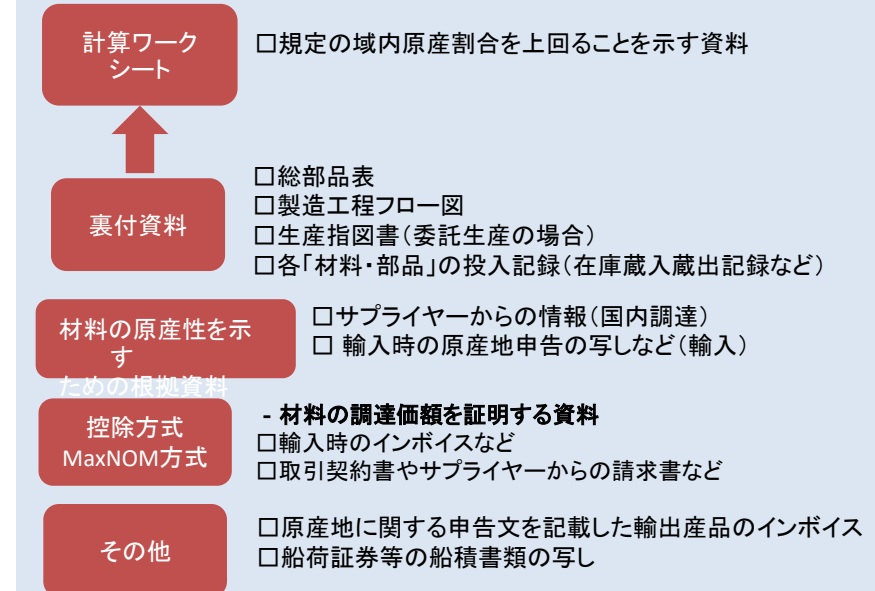 計算ワーク
シート
□規定の域内原産割合を上回ることを示す資料
裏付資料
□総部品表
□製造工程フロー図
□生産指図書（委託生産の場合）
□各「材料・部品」の投入記録（在庫蔵入蔵出記録など）
材料の原産性を示
す
ための根拠資料
□サプライヤーからの情報（国内調達）
□ 輸入時の原産地申告の写しなど（輸入）
控除方式
MaxNOM方式
- 材料の調達価額を証明する資料
□輸入時のインボイスなど
□取引契約書やサプライヤーからの請求書など
その他
□原産地に関する申告文を記載した輸出産品のインボイス
□船荷証券等の船積書類の写し